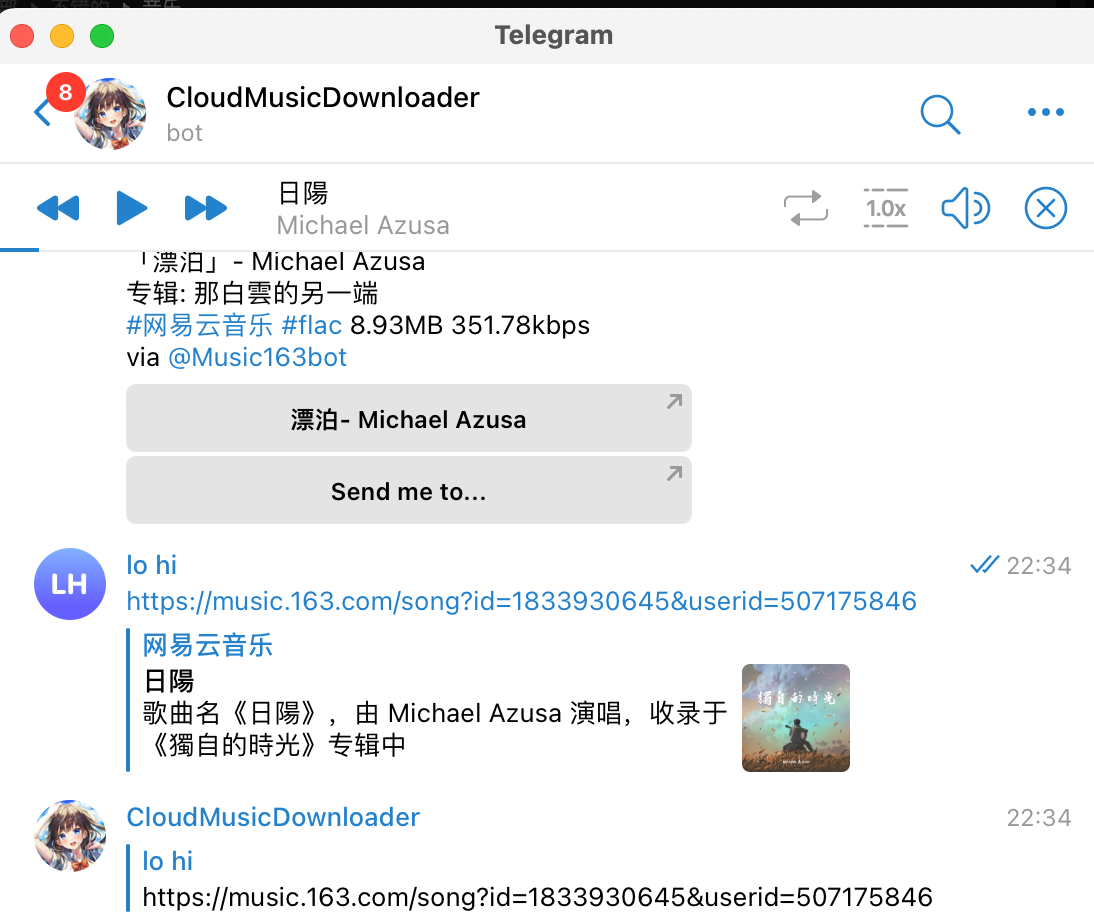 Telegram
8
CloudMusicDownloader
bot
日陽
Michael Azusa
1.0x
「漂泊」- Michael Azusa
专辑: 那白雲的另一端
#网易云音乐 #flac 8.93MB 351.78kbps
via @Music163bot
漂泊- Michael Azusa
Send me to...
LH
lo hi
22:34
https://music.163.com/song?id=1833930645&userid=507175846
网易云音乐
日陽
歌曲名《日陽》，由 Michael Azusa 演唱，收录于
《獨自的時光》专辑中
獨自的時光
Michael Azusa
CloudMusicDownloader
22:34
lo hi
https://music.163.com/song?id=1833930645&userid=507175846